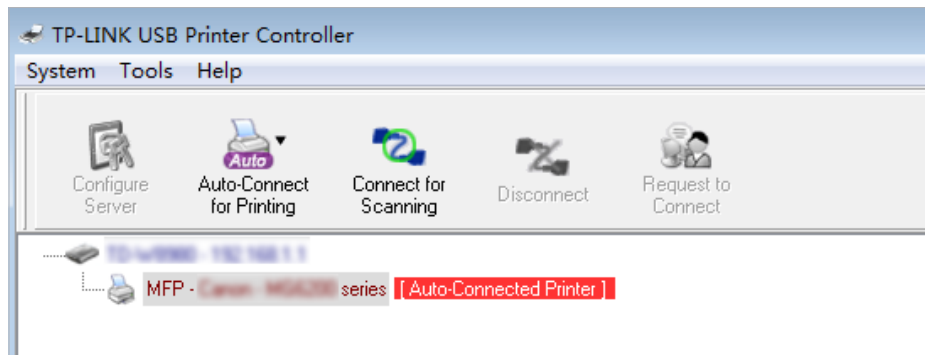 TP-LINK USB Printer Controller
System Tools Help
Auto
Configure Server
Auto-Connect for Printing
Connect for Scanning
Disconnect
Request to Connect
MFP - series [Auto-Connected Printer]